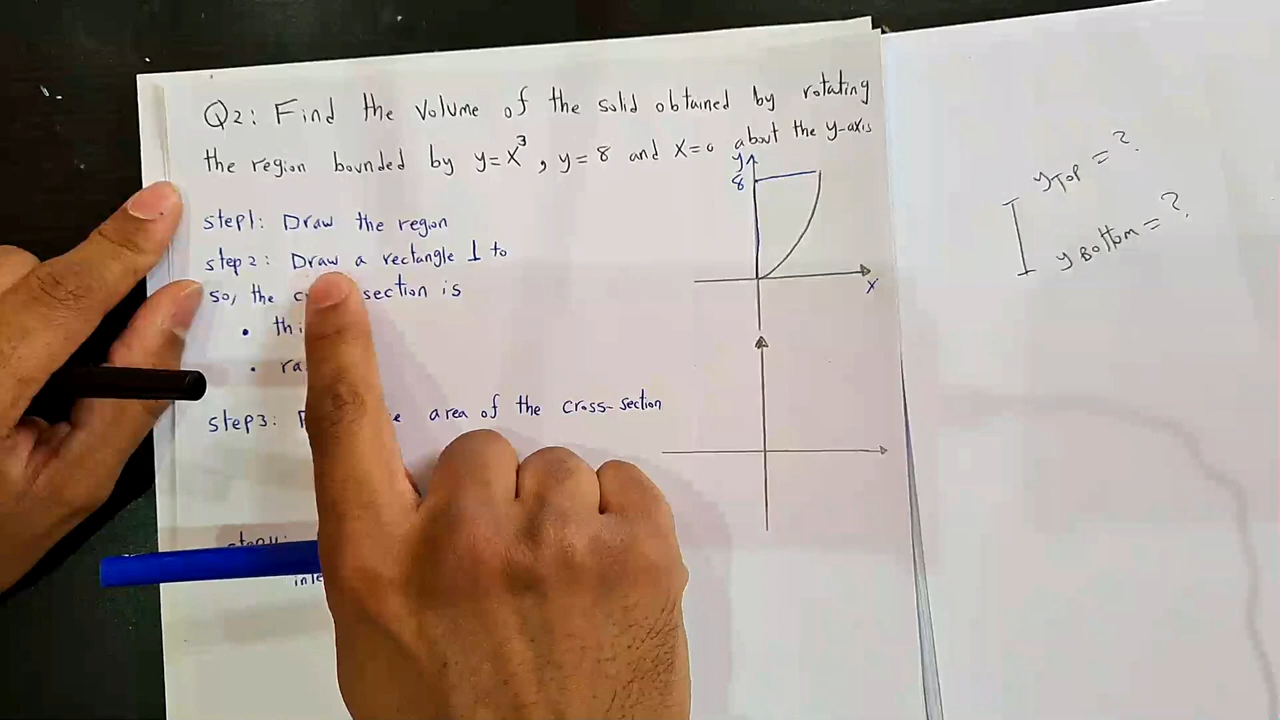 Q2: Find the volume of the solid obtained by rotating
the region bounded by y=x³, y=8 and x=0 about the y-axis
step1: Draw the region
step2: Draw a rectangle ⊥ to
so, the section is
•
•
step3: area of the cross-section
y
8
x
y Top = ?
y Bottom = ?